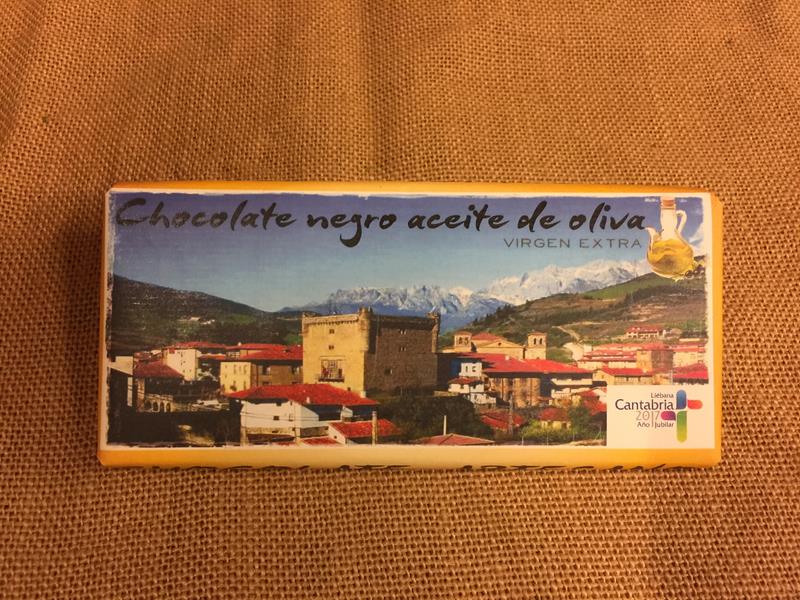 Chocolate negro aceite de oliva
VIRGEN EXTRA
Liébana
Cantabria
2017
Año Jubilar